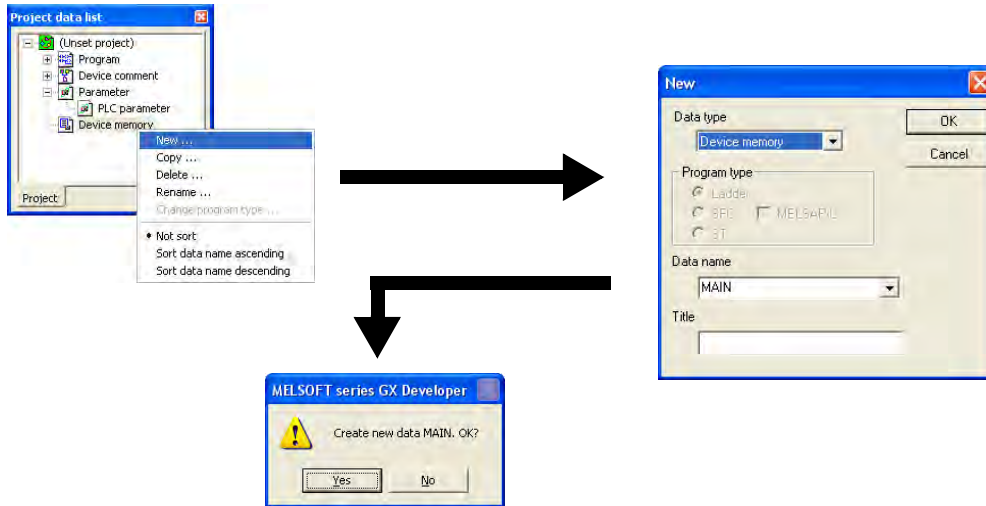 Project data list
(Unset project)
Program
Device comment
Parameter
PLC parameter
Device memory
New ...
Copy ...
Delete ...
Rename ...
Change program type ...
Not sort
Sort data name ascending
Sort data name descending
Project
New
Data type
Device memory
OK
Cancel
Program type
Ladder
SFC MELSAP-L
ST
Data name
MAIN
Title
MELSOFT series GX Developer
Create new data MAIN. OK?
Yes No